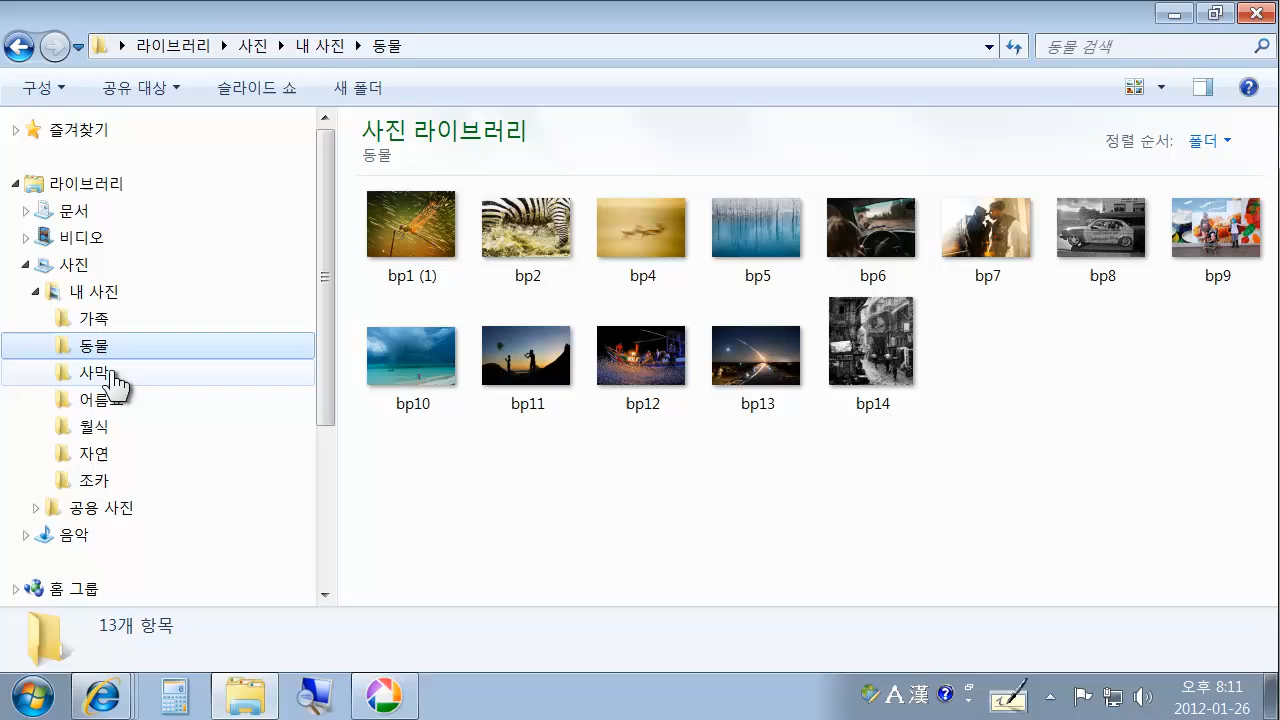 라이브러리 사진 내 사진 동물
동물 검색
구성 공유 대상 슬라이드 쇼 새 폴더
즐겨찾기
라이브러리
문서
비디오
사진
내 사진
가족
동물
월식
자연
조카
공용 사진
음악
홈 그룹
사진 라이브러리
동물
정렬 순서: 폴더
bp1 (1) bp2 bp4 bp5 bp6 bp7 bp8 bp9
bp10 bp11 bp12 bp13 bp14
13개 항목
A 漢
오후 8:11
2012-01-26